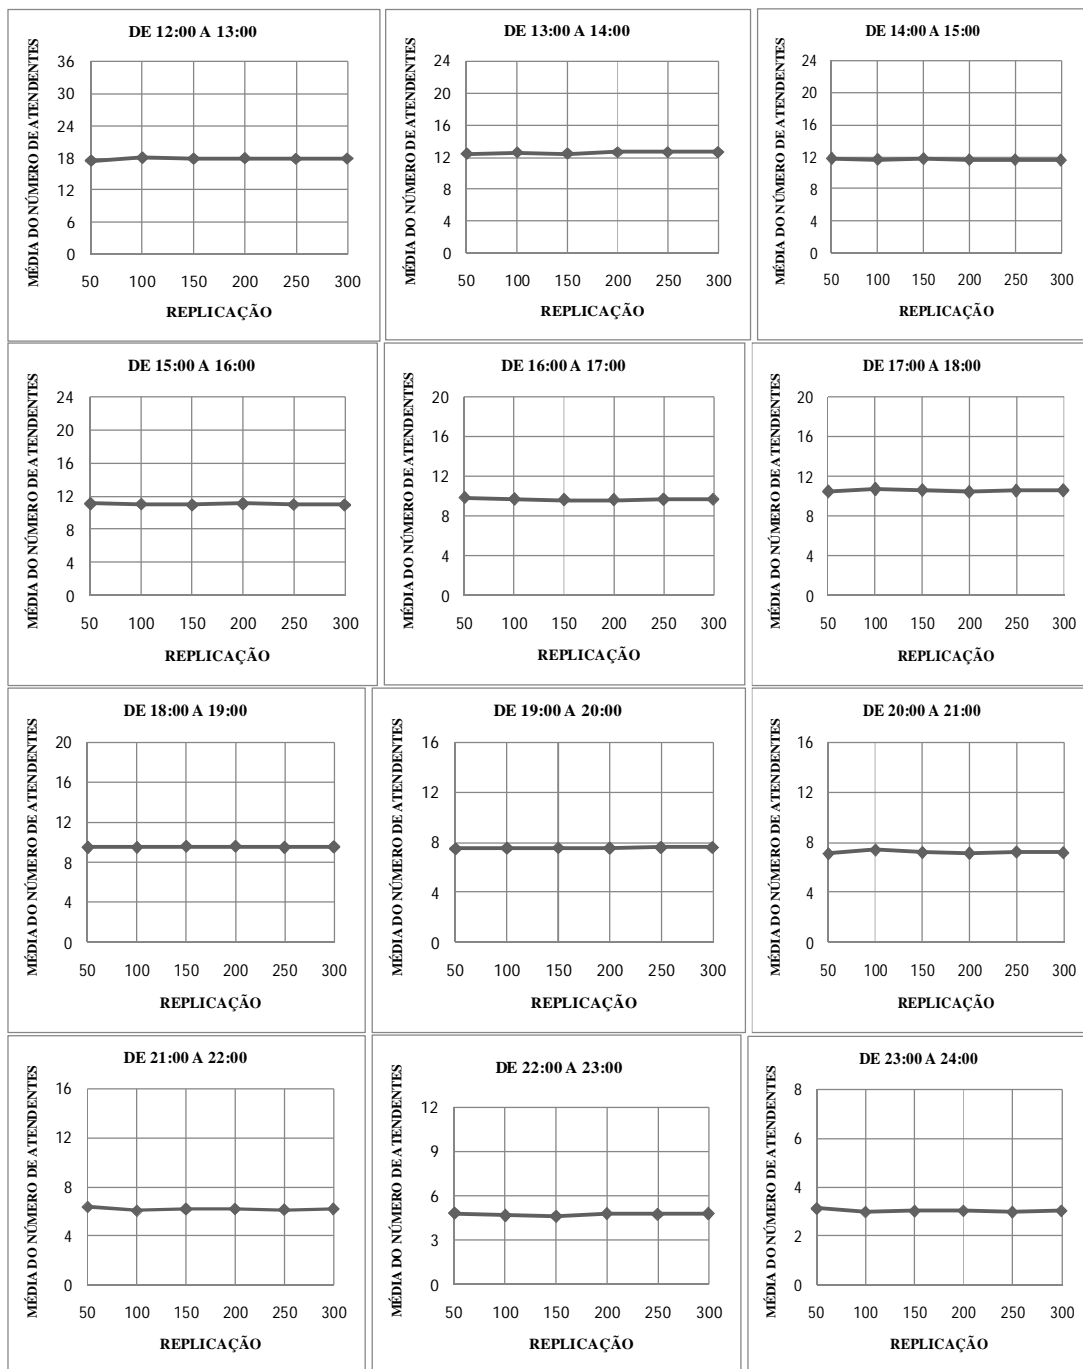 DE 12:00 A 13:00
MÉDIA DO NÚMERO DE ATENDENTES
36
30
24
18
12
6
0
50 100 150 200 250 300
REPLICAÇÃO
DE 13:00 A 14:00
MÉDIA DO NÚMERO DE ATENDENTES
24
20
16
12
8
4
0
50 100 150 200 250 300
REPLICAÇÃO
DE 14:00 A 15:00
MÉDIA DO NÚMERO DE ATENDENTES
24
20
16
12
8
4
0
50 100 150 200 250 300
REPLICAÇÃO
DE 15:00 A 16:00
MÉDIA DO NÚMERO DE ATENDENTES
24
20
16
12
8
4
0
50 100 150 200 250 300
REPLICAÇÃO
DE 16:00 A 17:00
MÉDIA DO NÚMERO DE ATENDENTES
20
16
12
8
4
0
50 100 150 200 250 300
REPLICAÇÃO
DE 17:00 A 18:00
MÉDIA DO NÚMERO DE ATENDENTES
20
16
12
8
4
0
50 100 150 200 250 300
REPLICAÇÃO
DE 18:00 A 19:00
MÉDIA DO NÚMERO DE ATENDENTES
20
16
12
8
4
0
50 100 150 200 250 300
REPLICAÇÃO
DE 19:00 A 20:00
MÉDIA DO NÚMERO DE ATENDENTES
16
12
8
4
0
50 100 150 200 250 300
REPLICAÇÃO
DE 20:00 A 21:00
MÉDIA DO NÚMERO DE ATENDENTES
16
12
8
4
0
50 100 150 200 250 300
REPLICAÇÃO
DE 21:00 A 22:00
MÉDIA DO NÚMERO DE ATENDENTES
16
12
8
4
0
50 100 150 200 250 300
REPLICAÇÃO
DE 22:00 A 23:00
MÉDIA DO NÚMERO DE ATENDENTES
12
9
6
3
0
50 100 150 200 250 300
REPLICAÇÃO
DE 23:00 A 24:00
MÉDIA DO NÚMERO DE ATENDENTES
8
6
4
2
0
50 100 150 200 250 300
REPLICAÇÃO